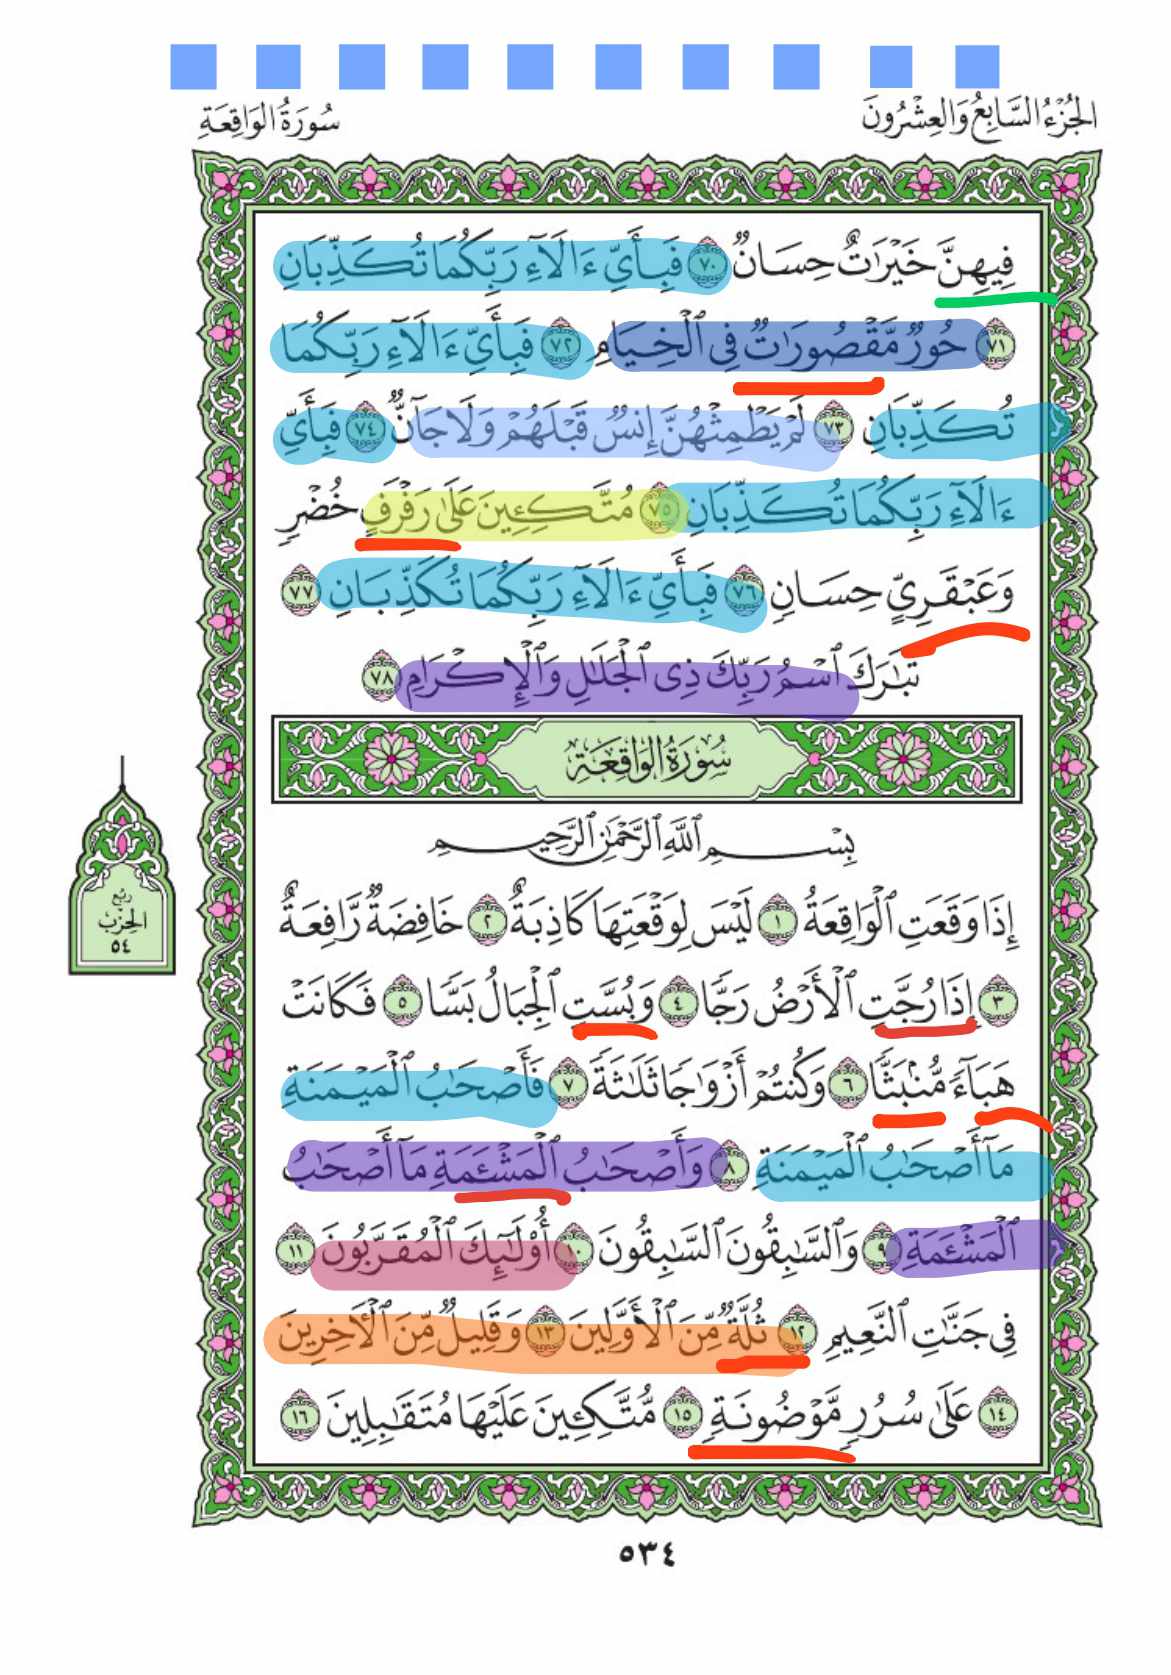 الجُزْءُ السَّابِعُ وَالعِشْرُونَ
سُورَةُ الوَاقِعَةِ
فِيهِنَّ خَيْرَٰتٌ حِسَانٌ ٧٠ فَبِأَيِّ ءَالَآءِ رَبِّكُمَا تُكَذِّبَانِ
٧١ حُورٌ مَّقْصُورَٰتٌ فِى ٱلْخِيَامِ ٧٢ فَبِأَيِّ ءَالَآءِ رَبِّكُمَا
تُكَذِّبَانِ ٧٣ لَمْ يَطْمِثْهُنَّ إِنسٌ قَبْلَهُمْ وَلَا جَآنٌّ ٧٤ فَبِأَيِّ
ءَالَآءِ رَبِّكُمَا تُكَذِّبَانِ ٧٥ مُتَّكِـِٔينَ عَلَىٰ رَفْرَفٍ خُضْرٍ
وَعَبْقَرِيٍّ حِسَانٍ ٧٦ فَبِأَيِّ ءَالَآءِ رَبِّكُمَا تُكَذِّبَانِ ٧٧
تَبَٰرَكَ ٱسْمُ رَبِّكَ ذِى ٱلْجَلَٰلِ وَٱلْإِكْرَامِ ٧٨
سُورَةُ الوَاقِعَةِ
بِسْمِ ٱللَّهِ ٱلرَّحْمَٰنِ ٱلرَّحِيمِ
إِذَا وَقَعَتِ ٱلْوَاقِعَةُ ١ لَيْسَ لِوَقْعَتِهَا كَاذِبَةٌ ٢ خَافِضَةٌ رَّافِعَةٌ
٣ إِذَا رُجَّتِ ٱلْأَرْضُ رَجًّا ٤ وَبُسَّتِ ٱلْجِبَالُ بَسًّا ٥ فَكَانَتْ
هَبَآءً مُّنۢبَثًّا ٦ وَكُنتُمْ أَزْوَٰجًا ثَلَٰثَةً ٧ فَأَصْحَٰبُ ٱلْمَيْمَنَةِ
مَآ أَصْحَٰبُ ٱلْمَيْمَنَةِ ٨ وَأَصْحَٰبُ ٱلْمَشْـَٔمَةِ مَآ أَصْحَٰبُ
ٱلْمَشْـَٔمَةِ ٩ وَٱلسَّٰبِقُونَ ٱلسَّٰبِقُونَ ١٠ أُو۟لَٰٓئِكَ ٱلْمُقَرَّبُونَ ١١
فِى جَنَّٰتِ ٱلنَّعِيمِ ١٢ ثُلَّةٌ مِّنَ ٱلْأَوَّلِينَ ١٣ وَقَلِيلٌ مِّنَ ٱلْـَٔاخِرِينَ
١٤ عَلَىٰ سُرُرٍ مَّوْضُونَةٍ ١٥ مُّتَّكِـِٔينَ عَلَيْهَا مُتَقَٰبِلِينَ ١٦
رُبْعُ
الحِزْبِ
٥٤
٥٣٤